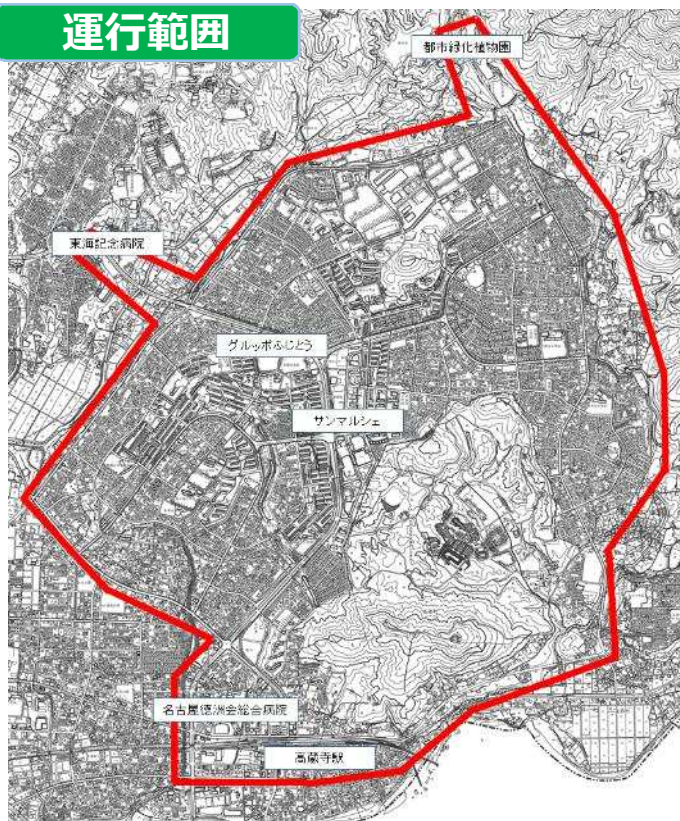 運行範囲
都市緑化植物園
東海記念病院
グルッポふじとう
サンマルシェ
名古屋徳洲会総合病院
高蔵寺駅